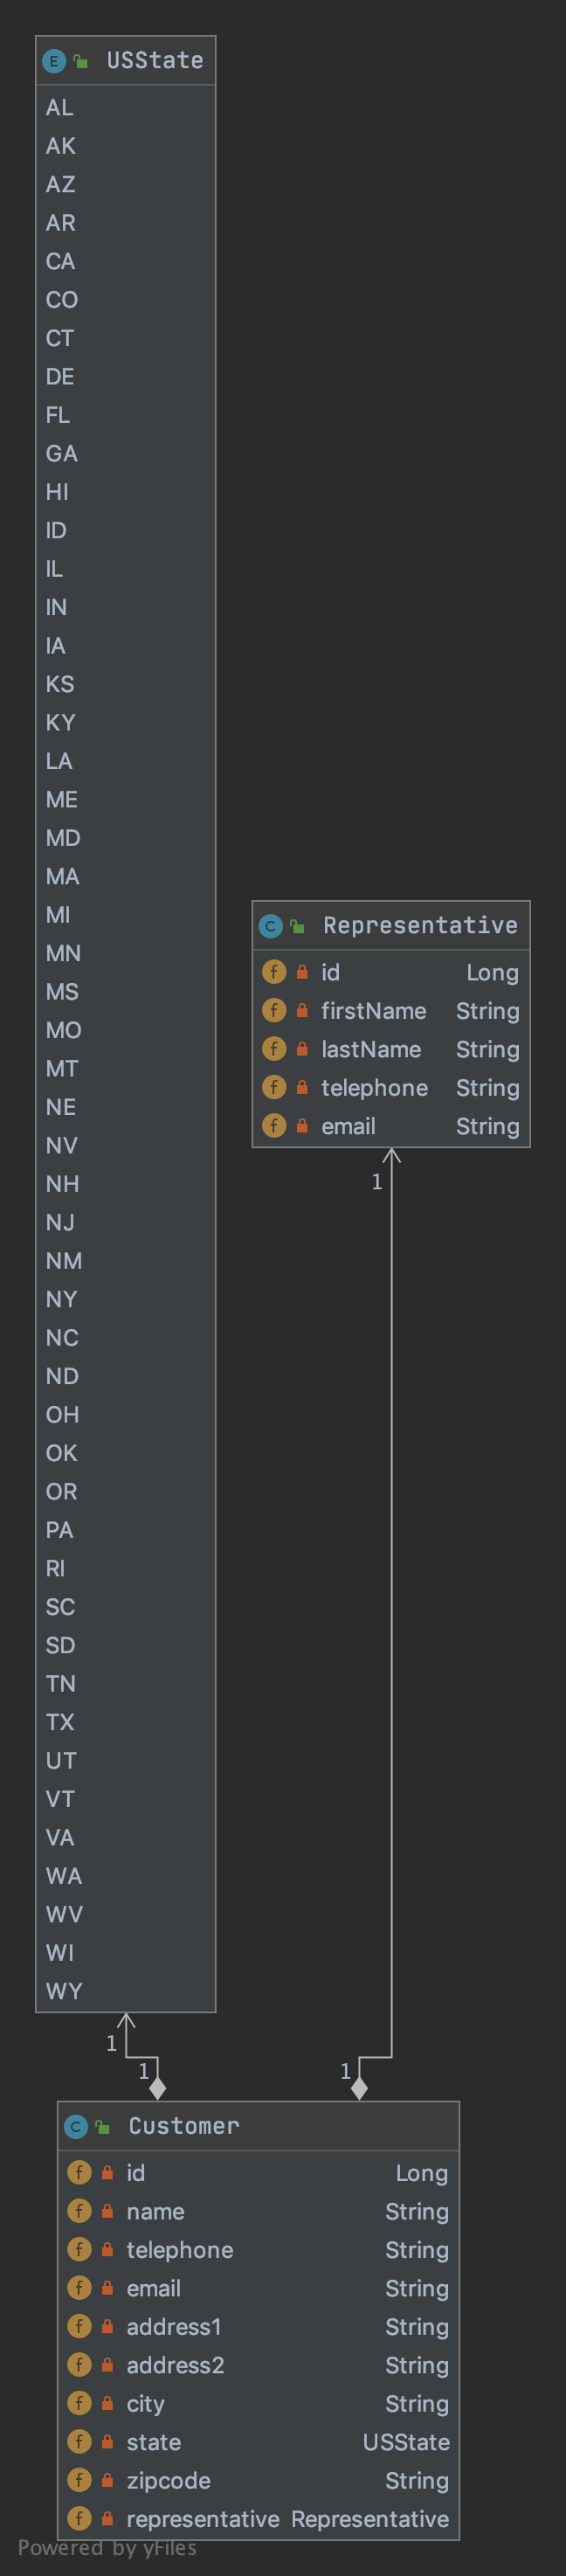 E USState
AL
AK
AZ
AR
CA
CO
CT
DE
FL
GA
HI
ID
IL
IN
IA
KS
KY
LA
ME
MD
MA
MI
MN
MS
MO
MT
NE
NV
NH
NJ
NM
NY
NC
ND
OH
OK
OR
PA
RI
SC
SD
TN
TX
UT
VT
VA
WA
WV
WI
WY
C Representative
f id Long
f firstName String
f lastName String
f telephone String
f email String
1
1
1
1
C Customer
f id Long
f name String
f telephone String
f email String
f address1 String
f address2 String
f city String
f state USState
f zipcode String
f representative Representative
Powered by yFiles